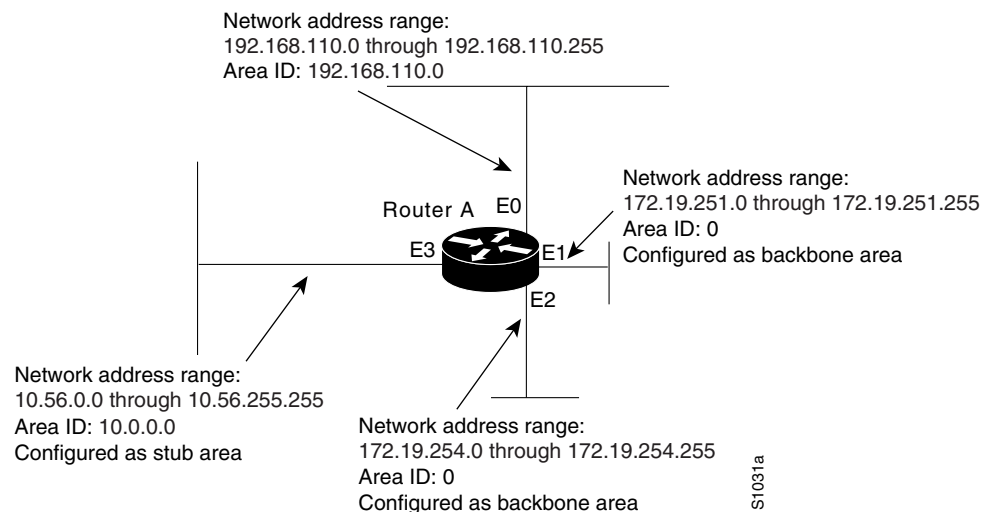 Network address range:
192.168.110.0 through 192.168.110.255
Area ID: 192.168.110.0
Router A
E0
Network address range:
172.19.251.0 through 172.19.251.255
Area ID: 0
Configured as backbone area
E3
E1
E2
Network address range:
10.56.0.0 through 10.56.255.255
Area ID: 10.0.0.0
Configured as stub area
Network address range:
172.19.254.0 through 172.19.254.255
Area ID: 0
Configured as backbone area
S1031a